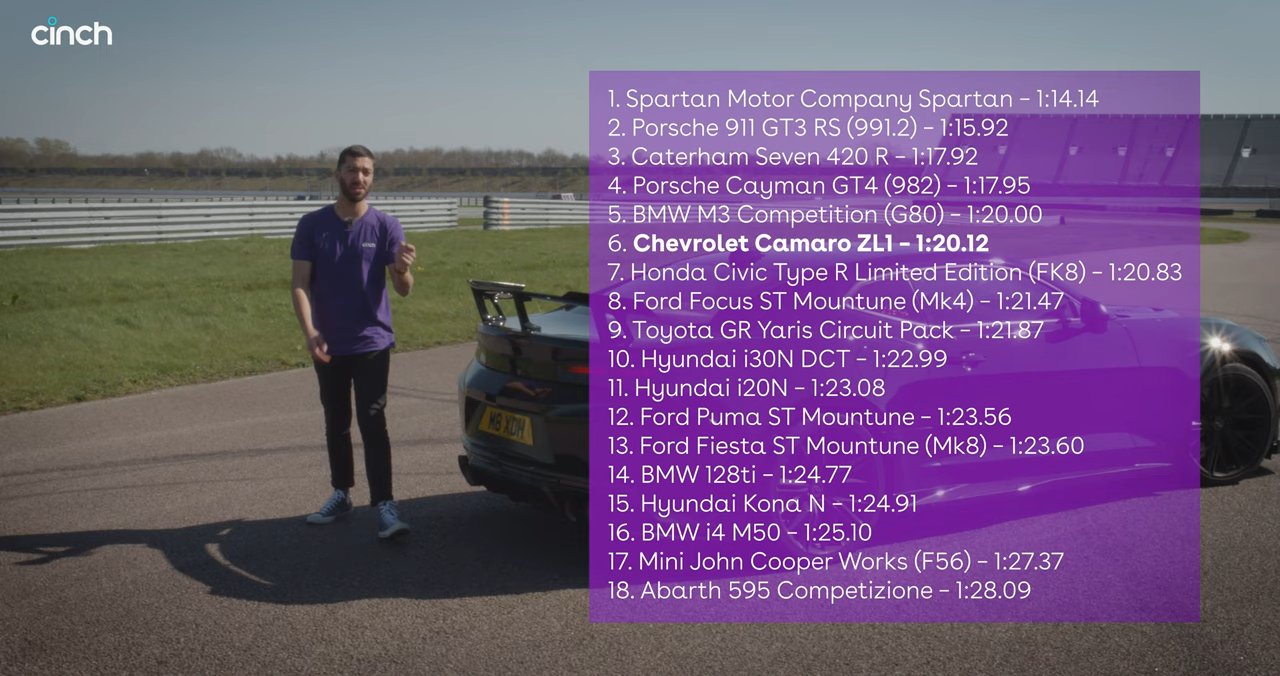 cinch
1. Spartan Motor Company Spartan – 1:14.14
2. Porsche 911 GT3 RS (991.2) – 1:15.92
3. Caterham Seven 420 R – 1:17.92
4. Porsche Cayman GT4 (982) – 1:17.95
5. BMW M3 Competition (G80) – 1:20.00
6. Chevrolet Camaro ZL1 – 1:20.12
7. Honda Civic Type R Limited Edition (FK8) – 1:20.83
8. Ford Focus ST Mountune (Mk4) – 1:21.47
9. Toyota GR Yaris Circuit Pack – 1:21.87
10. Hyundai i30N DCT – 1:22.99
11. Hyundai i20N – 1:23.08
12. Ford Puma ST Mountune – 1:23.56
13. Ford Fiesta ST Mountune (Mk8) – 1:23.60
14. BMW 128ti – 1:24.77
15. Hyundai Kona N – 1:24.91
16. BMW i4 M50 – 1:25.10
17. Mini John Cooper Works (F56) – 1:27.37
18. Abarth 595 Competizione – 1:28.09
cinch
M8 XDH